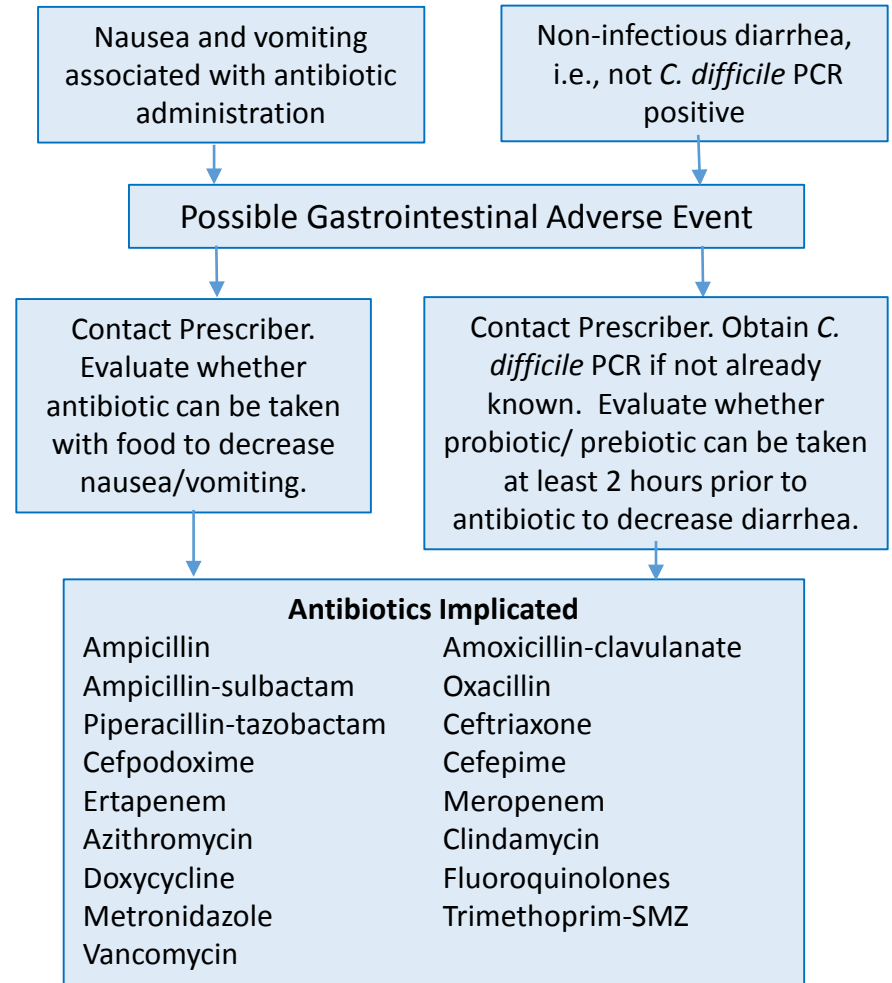 Nausea and vomiting
associated with antibiotic
administration
Non-infectious diarrhea,
i.e., not C. difficile PCR
positive
Possible Gastrointestinal Adverse Event
Contact Prescriber.
Evaluate whether
antibiotic can be taken
with food to decrease
nausea/vomiting.
Contact Prescriber. Obtain C.
difficile PCR if not already
known. Evaluate whether
probiotic/ prebiotic can be taken
at least 2 hours prior to
antibiotic to decrease diarrhea.
Antibiotics Implicated
Ampicillin
Ampicillin-sulbactam
Piperacillin-tazobactam
Cefpodoxime
Ertapenem
Azithromycin
Doxycycline
Metronidazole
Vancomycin
Amoxicillin-clavulanate
Oxacillin
Ceftriaxone
Cefepime
Meropenem
Clindamycin
Fluoroquinolones
Trimethoprim-SMZ